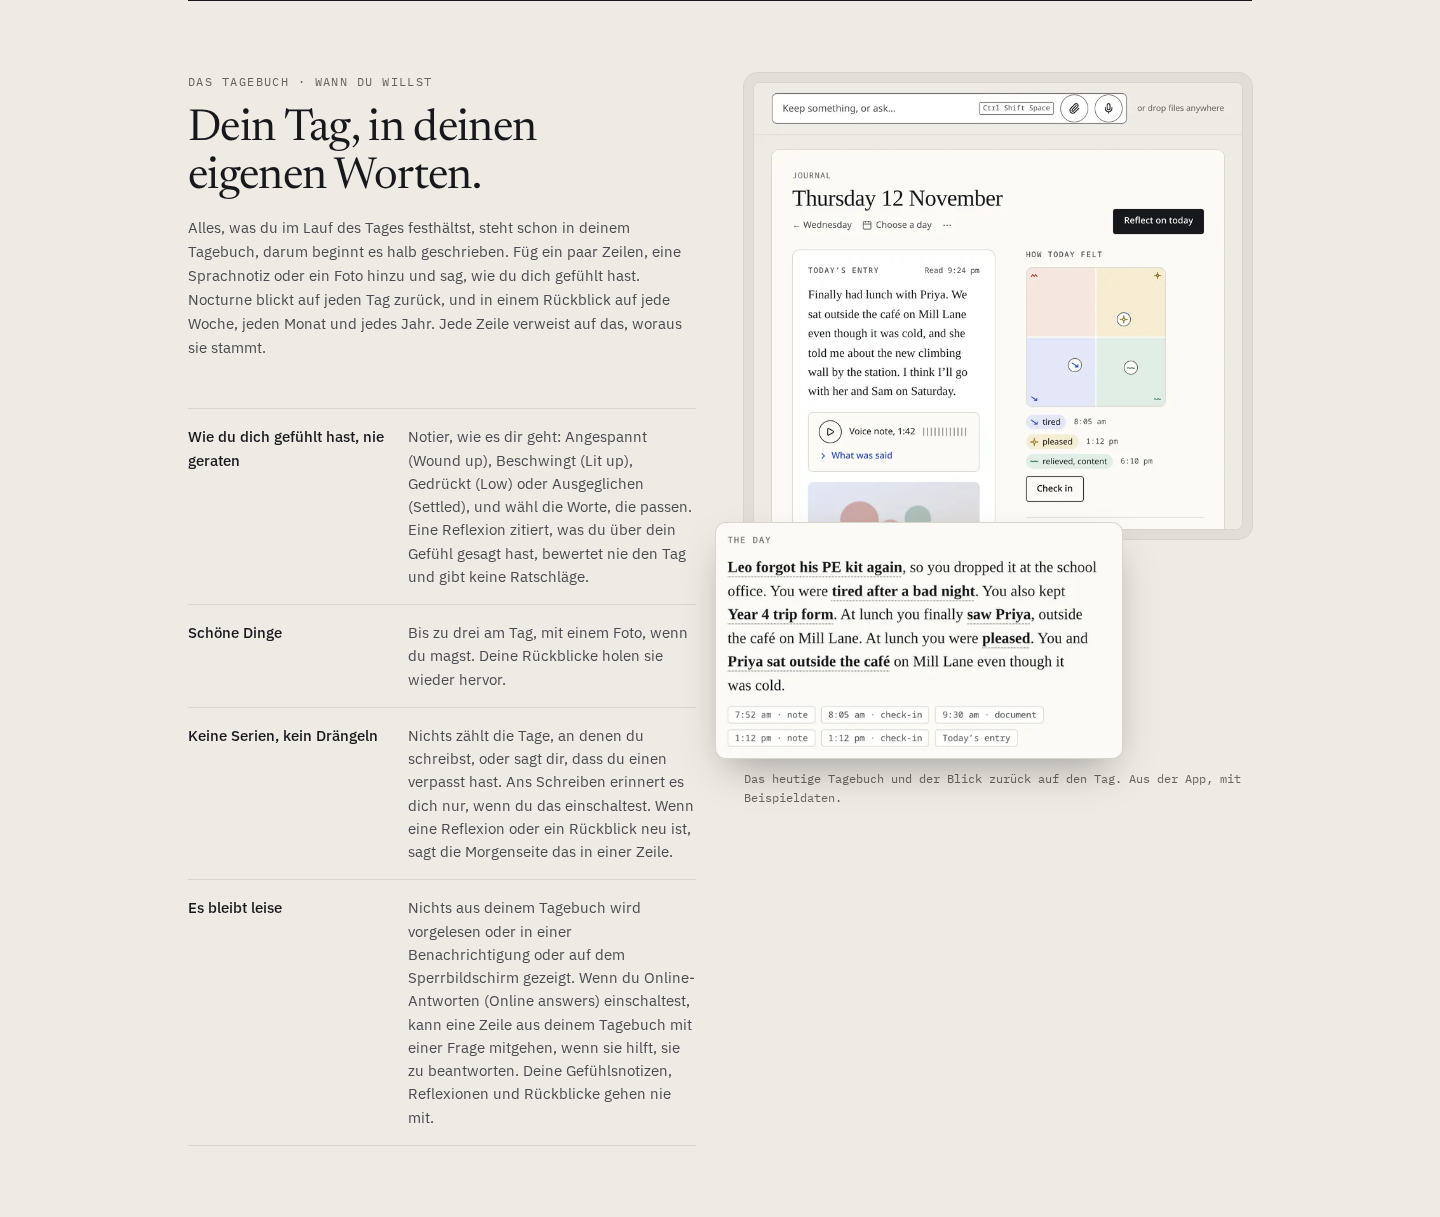 DAS TAGEBUCH · WANN DU WILLST
Dein Tag, in deinen
eigenen Worten.
Alles, was du im Lauf des Tages festhältst, steht schon in deinem
Tagebuch, darum beginnt es halb geschrieben. Füg ein paar Zeilen, eine
Sprachnotiz oder ein Foto hinzu und sag, wie du dich gefühlt hast.
Nocturne blickt auf jeden Tag zurück, und in einem Rückblick auf jede
Woche, jeden Monat und jedes Jahr. Jede Zeile verweist auf das, woraus
sie stammt.
Wie du dich gefühlt hast, nie
geraten
Notier, wie es dir geht: Angespannt
(Wound up), Beschwingt (Lit up),
Gedrückt (Low) oder Ausgeglichen
(Settled), und wähl die Worte, die passen.
Eine Reflexion zitiert, was du über dein
Gefühl gesagt hast, bewertet nie den Tag
und gibt keine Ratschläge.
Schöne Dinge
Bis zu drei am Tag, mit einem Foto, wenn
du magst. Deine Rückblicke holen sie
wieder hervor.
Keine Serien, kein Drängeln
Nichts zählt die Tage, an denen du
schreibst, oder sagt dir, dass du einen
verpasst hast. Ans Schreiben erinnert es
dich nur, wenn du das einschaltest. Wenn
eine Reflexion oder ein Rückblick neu ist,
sagt die Morgenseite das in einer Zeile.
Es bleibt leise
Nichts aus deinem Tagebuch wird
vorgelesen oder in einer
Benachrichtigung oder auf dem
Sperrbildschirm gezeigt. Wenn du Online-
Antworten (Online answers) einschaltest,
kann eine Zeile aus deinem Tagebuch mit
einer Frage mitgehen, wenn sie hilft, sie
zu beantworten. Deine Gefühlsnotizen,
Reflexionen und Rückblicke gehen nie
mit.
Keep something, or ask...
Ctrl Shift Space
or drop files anywhere
JOURNAL
Thursday 12 November
← Wednesday
Choose a day
···
Reflect on today
TODAY'S ENTRY
Read 9:24 pm
Finally had lunch with Priya. We
sat outside the café on Mill Lane
even though it was cold, and she
told me about the new climbing
wall by the station. I think I'll go
with her and Sam on Saturday.
Voice note, 1:42
What was said
HOW TODAY FELT
tired 8:05 am
pleased 1:12 pm
relieved, content 6:10 pm
Check in
THE DAY
Leo forgot his PE kit again, so you dropped it at the school
office. You were tired after a bad night. You also kept
Year 4 trip form. At lunch you finally saw Priya, outside
the café on Mill Lane. At lunch you were pleased. You and
Priya sat outside the café on Mill Lane even though it
was cold.
7:52 am · note
8:05 am · check-in
9:30 am · document
1:12 pm · note
1:12 pm · check-in
Today's entry
Das heutige Tagebuch und der Blick zurück auf den Tag. Aus der App, mit
Beispieldaten.